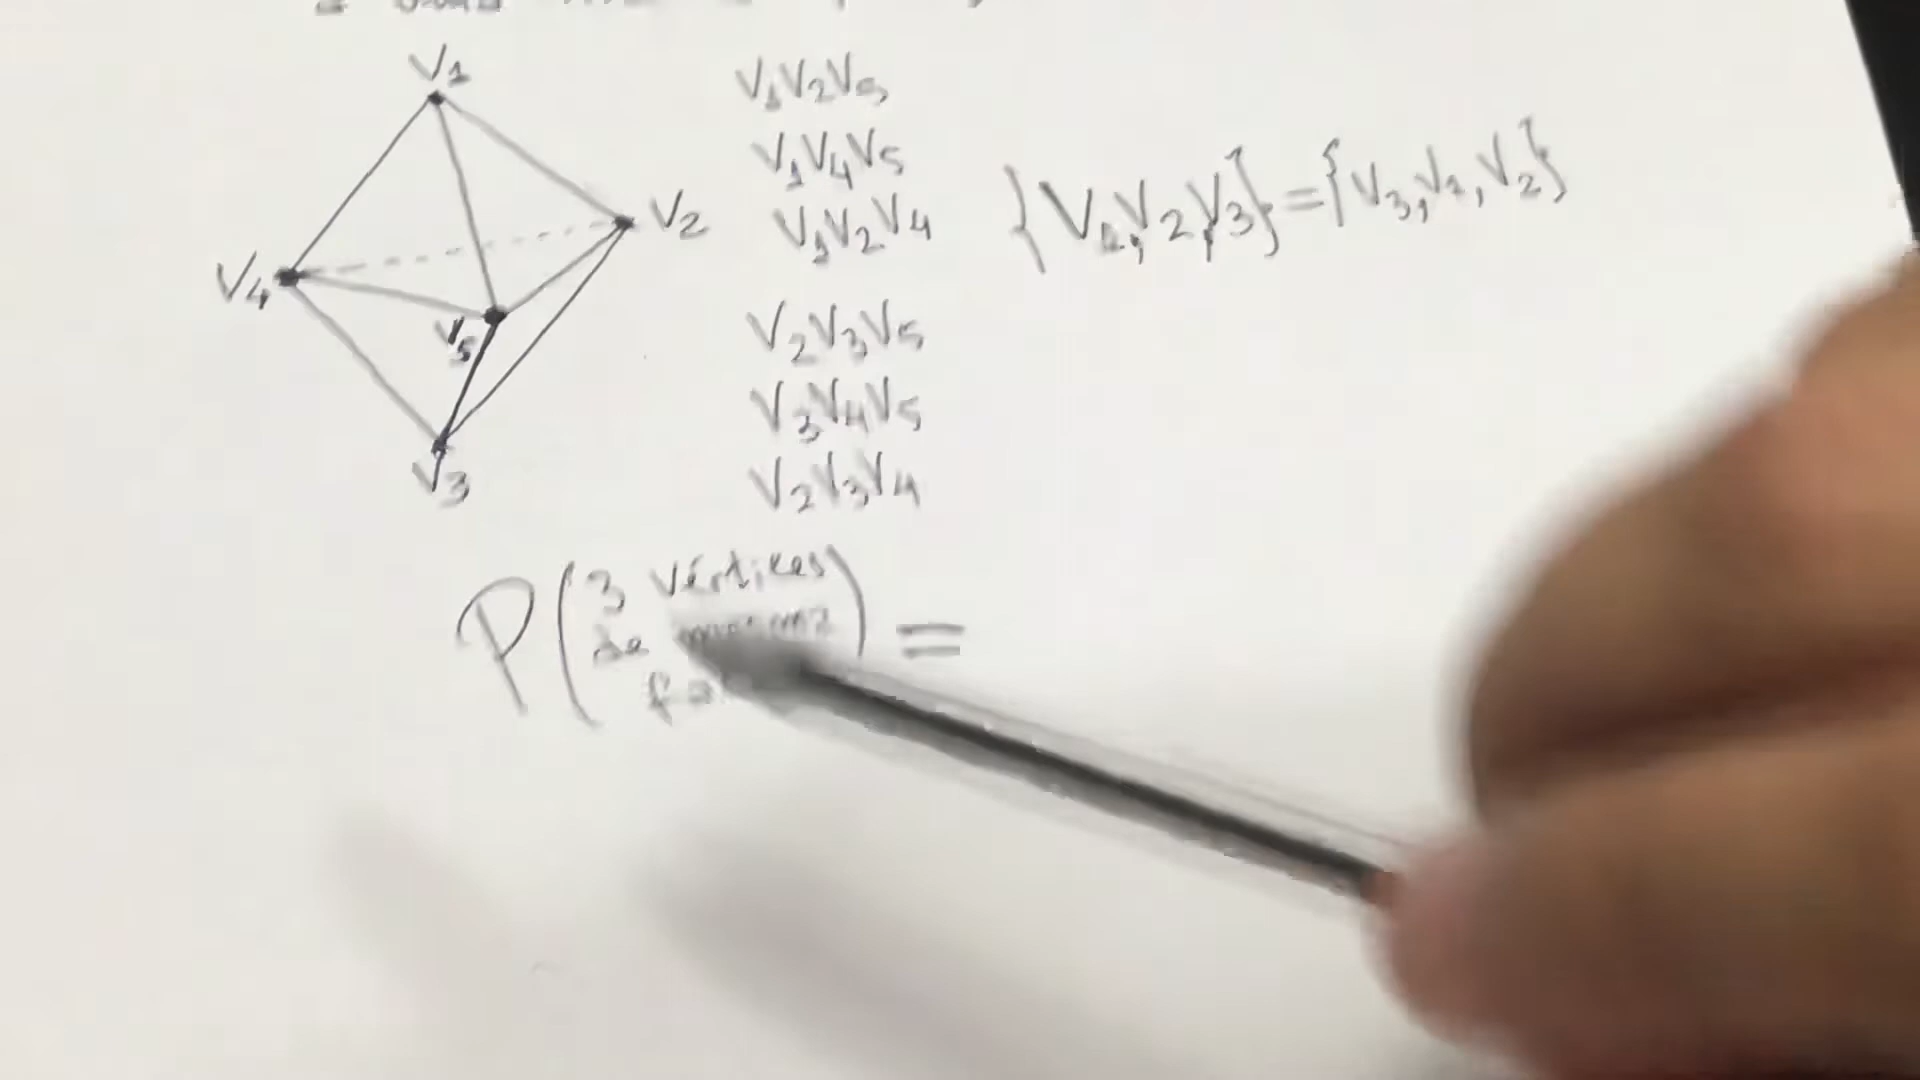 V1
V2
V4
V5
V3
V1V2V5
V1V4V5
V1V2V4
V2V3V5
V3V4V5
V2V3V4
{V1,V2,V3}={V3,V1,V2}
P(3 vértices
de
) =